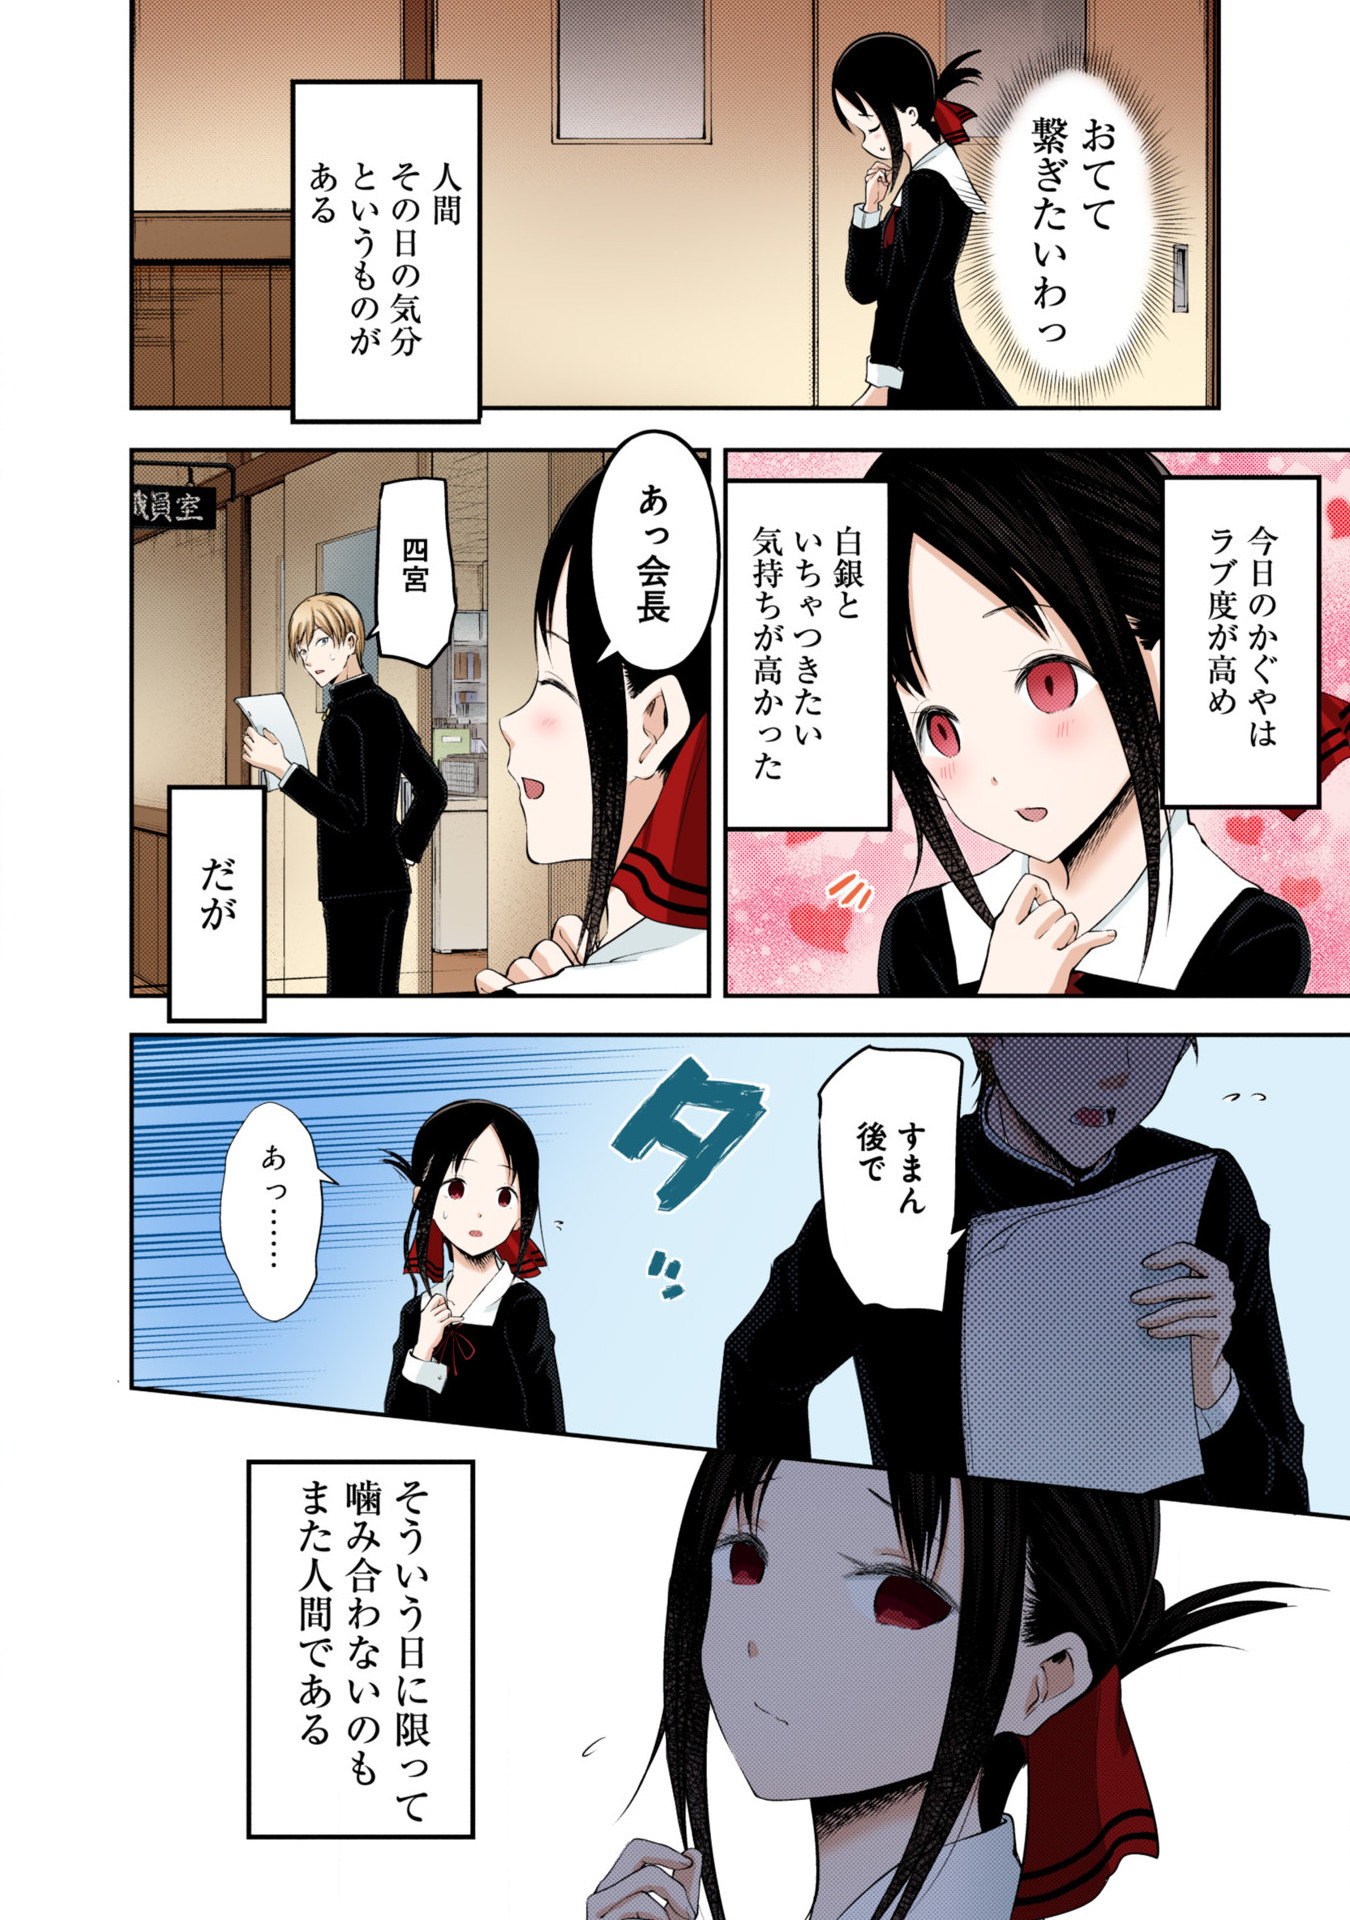 おてて
繋ぎたいわっ
人間
その日の気分
というものが
ある
今日のかぐやは
ラブ度が高め
白銀と
いちゃつきたい
気持ちが高かった
あっ会長
四宮
職員室
だが
すまん
後で
タッ
あっ……
そういう日に限って
噛み合わないのも
また人間である